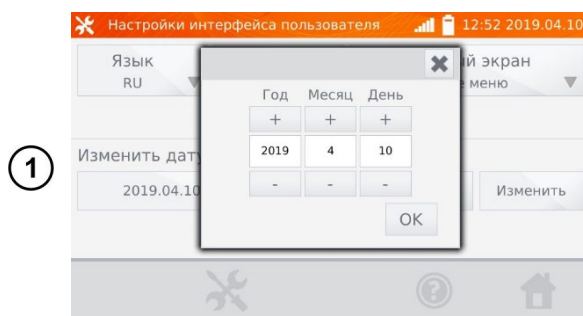 Настройки интерфейса пользователя 12:52 2019.04.10
Язык
й экран
RU
е меню
Год Месяц День
+ + +
Изменить дат
2019 4 10
1
2019.04.10
- - -
Изменить
OK